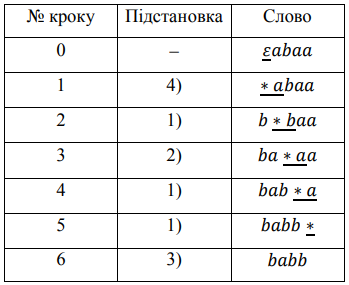 № кроку Підстановка Слово
0 – εabaa
1 4) ∗ abaa
2 1) b ∗ baa
3 2) ba ∗ aa
4 1) bab ∗ a
5 1) babb ∗
6 3) babb